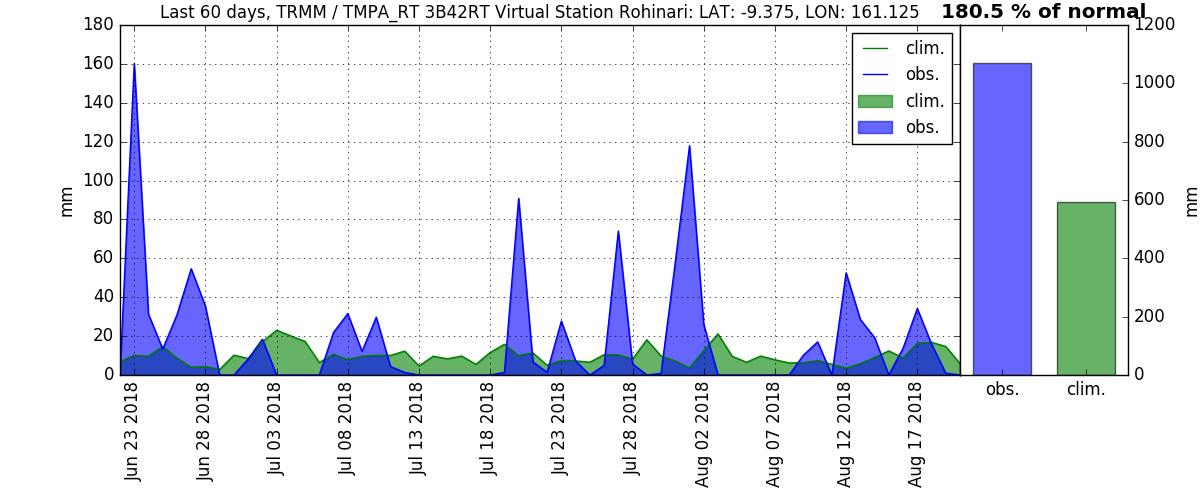 Last 60 days, TRMM / TMPA_RT 3B42RT Virtual Station Rohinari: LAT: -9.375, LON: 161.125
180.5 % of normal
180
160
140
120
100
80
60
40
20
0
mm
clim.
obs.
clim.
obs.
Jun 23 2018
Jun 28 2018
Jul 03 2018
Jul 08 2018
Jul 13 2018
Jul 18 2018
Jul 23 2018
Jul 28 2018
Aug 02 2018
Aug 07 2018
Aug 12 2018
Aug 17 2018
1200
1000
800
600
400
200
0
mm
obs.
clim.